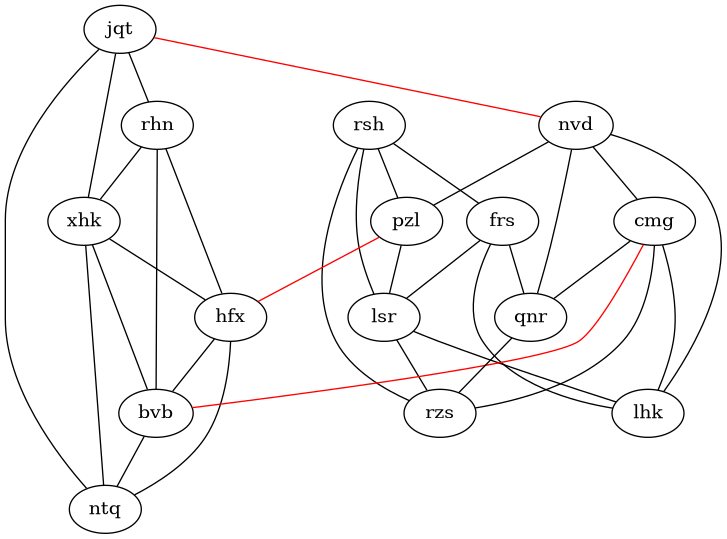 jqt
rhn
rsh
nvd
xhk
pzl
frs
cmg
hfx
lsr
qnr
bvb
rzs
lhk
ntq